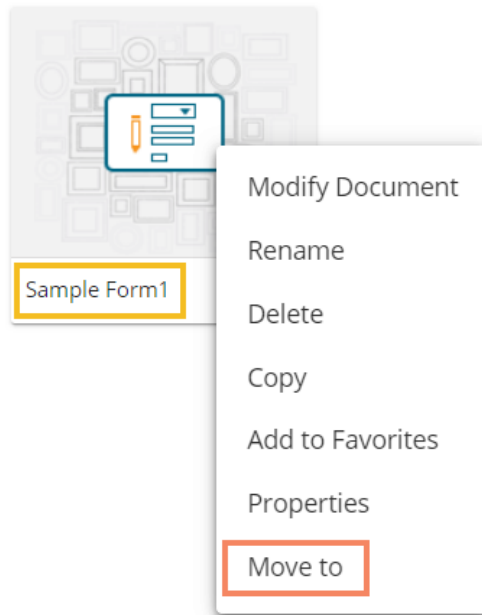 Sample Form1
Modify Document
Rename
Delete
Copy
Add to Favorites
Properties
Move to